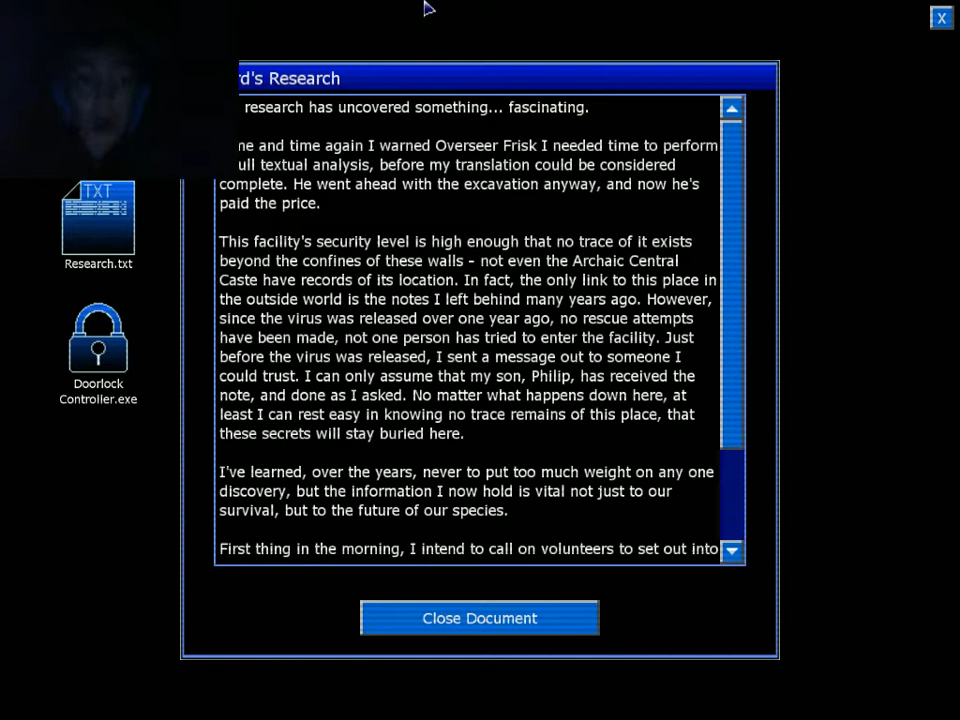 X
rd's Research
research has uncovered something... fascinating.
me and time again I warned Overseer Frisk I needed time to perform
ull textual analysis, before my translation could be considered
complete. He went ahead with the excavation anyway, and now he's
paid the price.
This facility's security level is high enough that no trace of it exists
beyond the confines of these walls - not even the Archaic Central
Caste have records of its location. In fact, the only link to this place in
the outside world is the notes I left behind many years ago. However,
since the virus was released over one year ago, no rescue attempts
have been made, not one person has tried to enter the facility. Just
before the virus was released, I sent a message out to someone I
could trust. I can only assume that my son, Philip, has received the
note, and done as I asked. No matter what happens down here, at
least I can rest easy in knowing no trace remains of this place, that
these secrets will stay buried here.
I've learned, over the years, never to put too much weight on any one
discovery, but the information I now hold is vital not just to our
survival, but to the future of our species.
First thing in the morning, I intend to call on volunteers to set out into
Close Document
TXT
Research.txt
Doorlock
Controller.exe